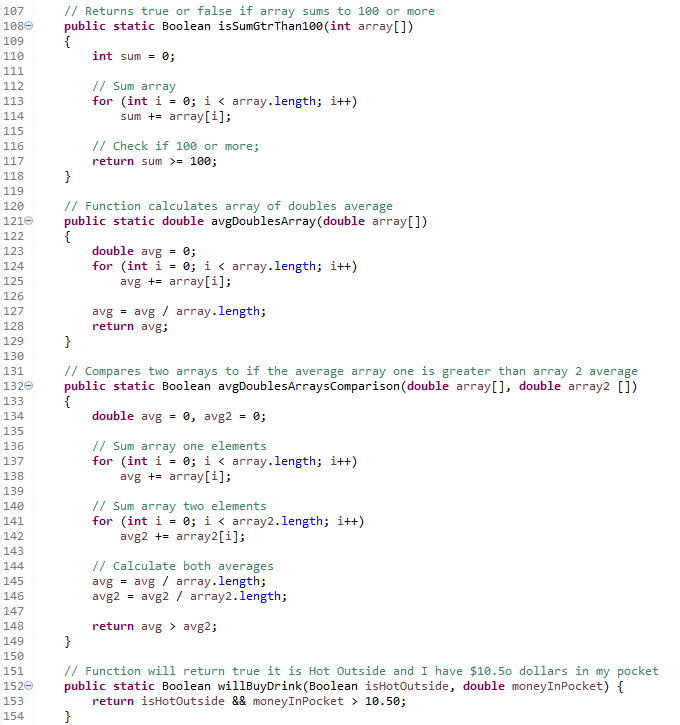 107 // Returns true or false if array sums to 100 or more
108 public static Boolean isSumGtrThan100(int array[])
109 {
110 int sum = 0;
111
112 // Sum array
113 for (int i = 0; i < array.length; i++)
114 sum += array[i];
115
116 // Check if 100 or more;
117 return sum >= 100;
118 }
119
120 // Function calculates array of doubles average
121 public static double avgDoublesArray(double array[])
122 {
123 double avg = 0;
124 for (int i = 0; i < array.length; i++)
125 avg += array[i];
126
127 avg = avg / array.length;
128 return avg;
129 }
130
131 // Compares two arrays to if the average array one is greater than array 2 average
132 public static Boolean avgDoublesArraysComparison(double array[], double array2 [])
133 {
134 double avg = 0, avg2 = 0;
135
136 // Sum array one elements
137 for (int i = 0; i < array.length; i++)
138 avg += array[i];
139
140 // Sum array two elements
141 for (int i = 0; i < array2.length; i++)
142 avg2 += array2[i];
143
144 // Calculate both averages
145 avg = avg / array.length;
146 avg2 = avg2 / array2.length;
147
148 return avg > avg2;
149 }
150
151 // Function will return true it is Hot Outside and I have $10.5o dollars in my pocket
152 public static Boolean willBuyDrink(Boolean isHotOutside, double moneyInPocket) {
153 return isHotOutside && moneyInPocket > 10.50;
154 }